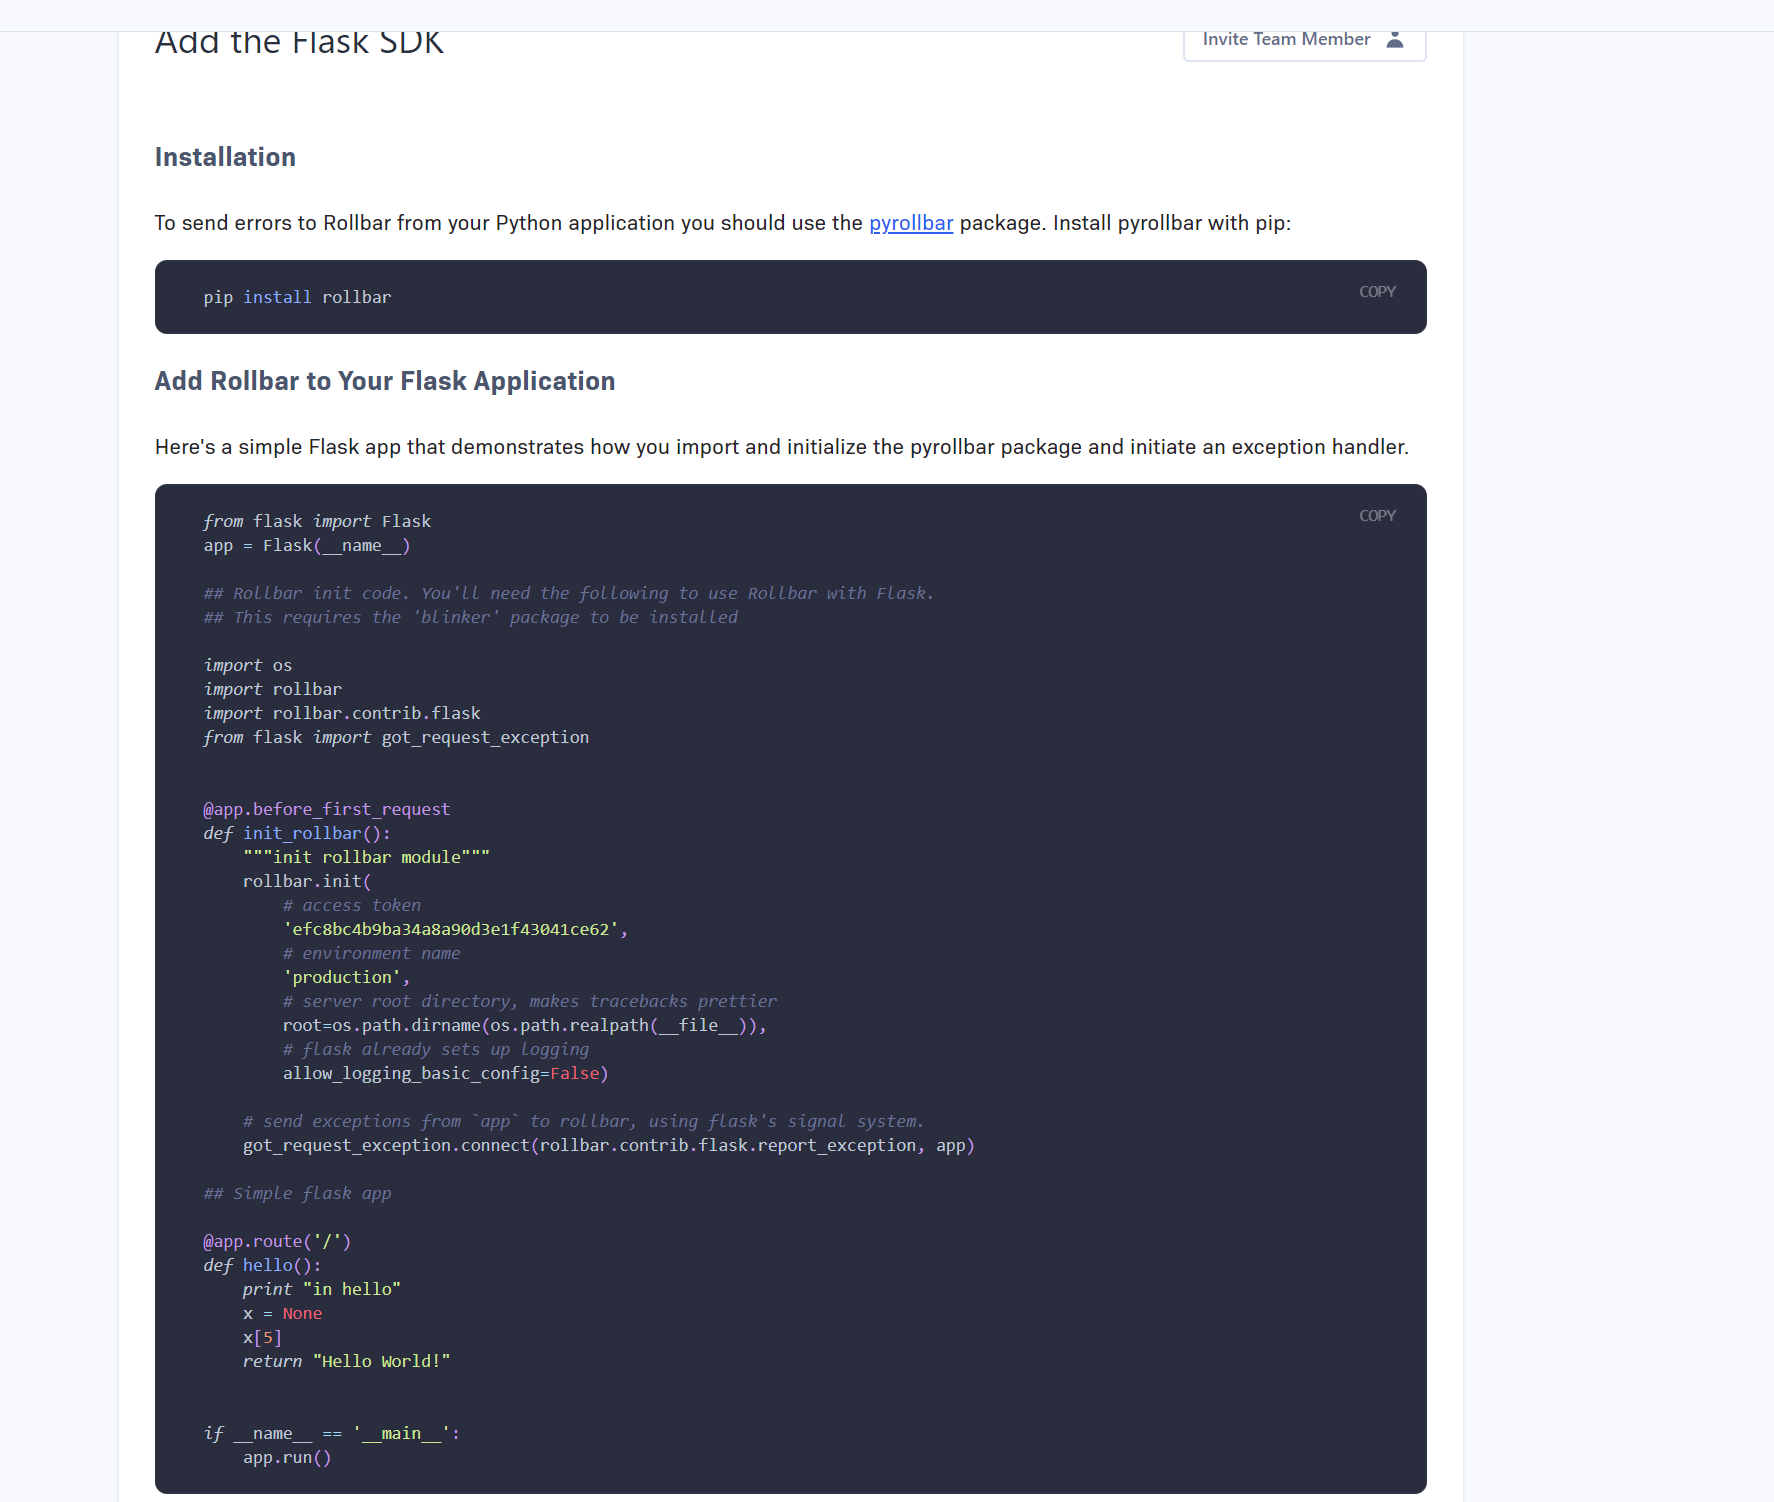 Add the Flask SDK
Invite Team Member
Installation
To send errors to Rollbar from your Python application you should use the pyrollbar package. Install pyrollbar with pip:
pip install rollbar
COPY
Add Rollbar to Your Flask Application
Here's a simple Flask app that demonstrates how you import and initialize the pyrollbar package and initiate an exception handler.
COPY
from flask import Flask
app = Flask(__name__)
## Rollbar init code. You'll need the following to use Rollbar with Flask.
## This requires the 'blinker' package to be installed
import os
import rollbar
import rollbar.contrib.flask
from flask import got_request_exception
@app.before_first_request
def init_rollbar():
"""init rollbar module"""
rollbar.init(
# access token
'efc8bc4b9ba34a8a90d3e1f43041ce62',
# environment name
'production',
# server root directory, makes tracebacks prettier
root=os.path.dirname(os.path.realpath(__file__)),
# flask already sets up logging
allow_logging_basic_config=False)
# send exceptions from `app` to rollbar, using flask's signal system.
got_request_exception.connect(rollbar.contrib.flask.report_exception, app)
## Simple flask app
@app.route('/')
def hello():
print "in hello"
x = None
x[5]
return "Hello World!"
if __name__ == '__main__':
app.run()